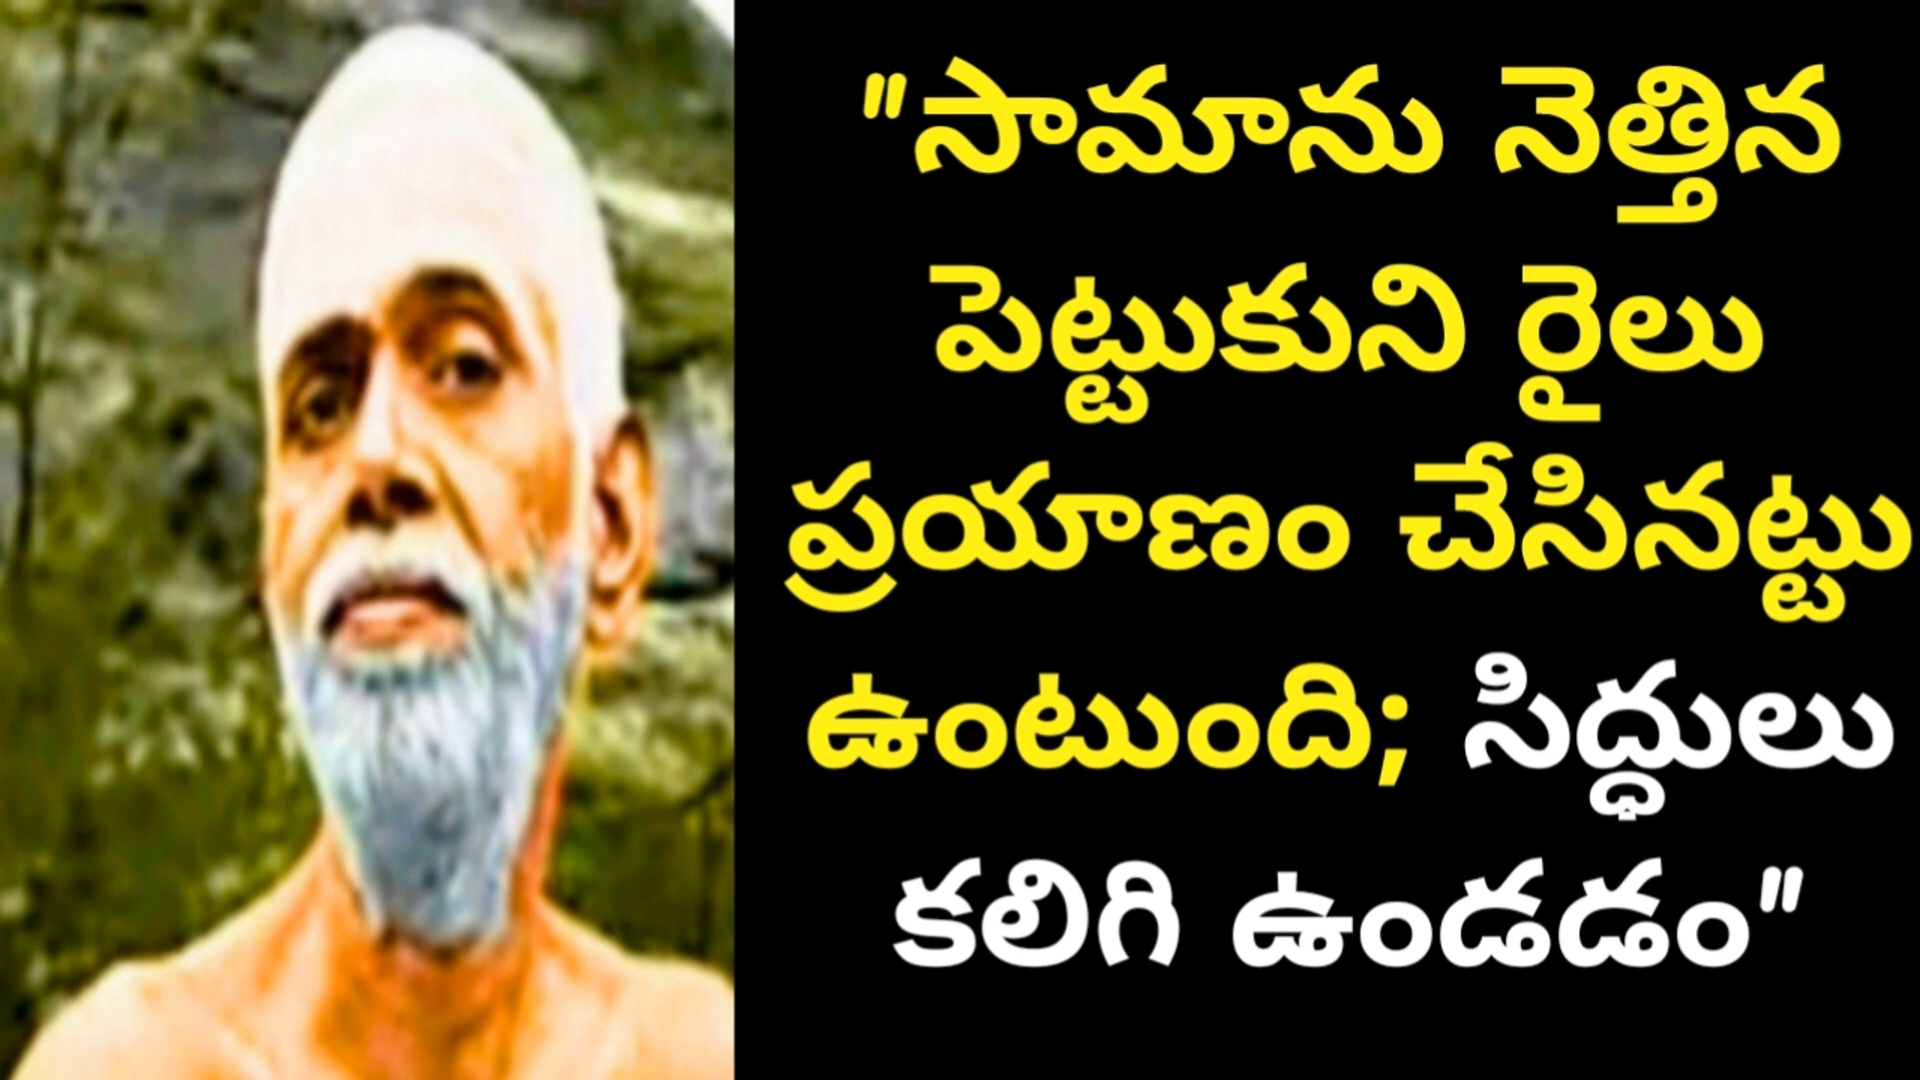 "సామాను నెత్తిన
పెట్టుకుని రైలు
ప్రయాణం చేసినట్టు
ఉంటుంది; సిద్ధులు
కలిగి ఉండడం"